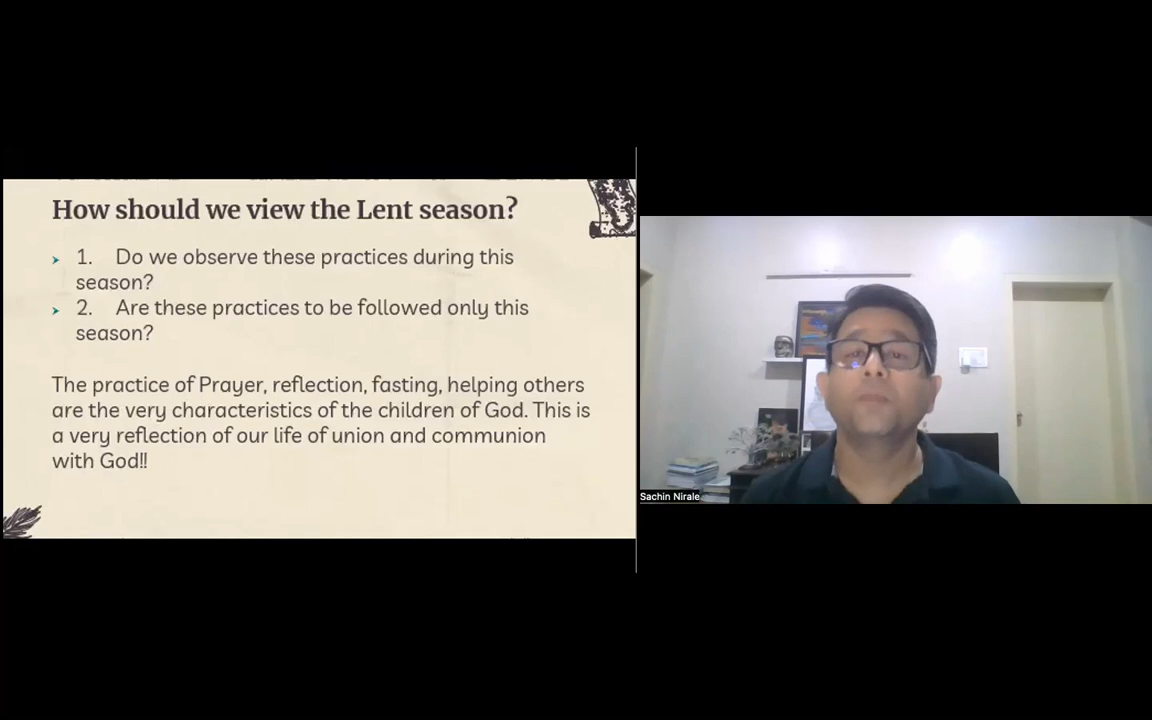 How should we view the Lent season?
➤ 1. Do we observe these practices during this
season?
➤ 2. Are these practices to be followed only this
season?
The practice of Prayer, reflection, fasting, helping others
are the very characteristics of the children of God. This is
a very reflection of our life of union and communion
with God!!
Sachin Nirale